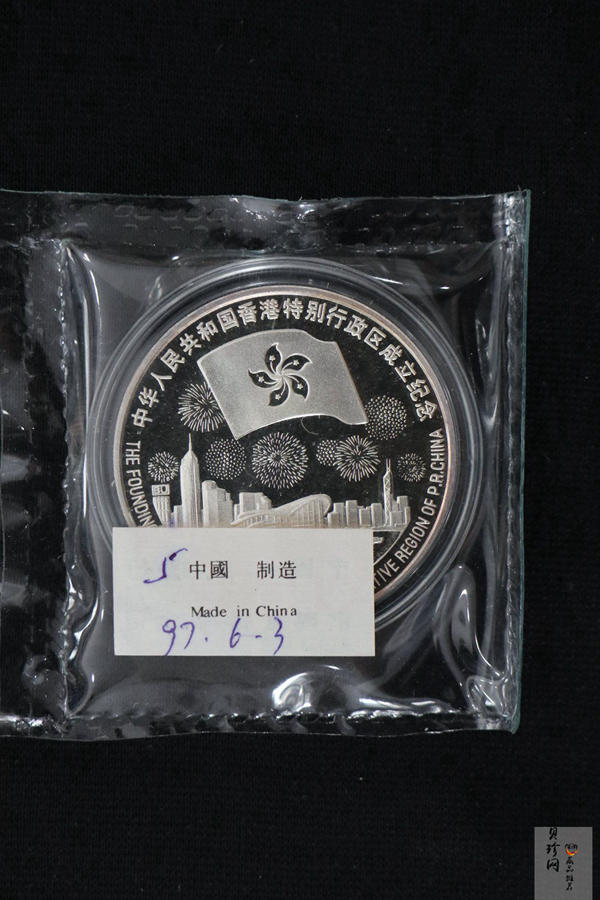 中华人民共和国香港特别行政区成立纪念
THE FOUNDIN
TIVE REGION OF P.R.CHINA
5 中國 制造
Made in China
97.6-3
贝珍网